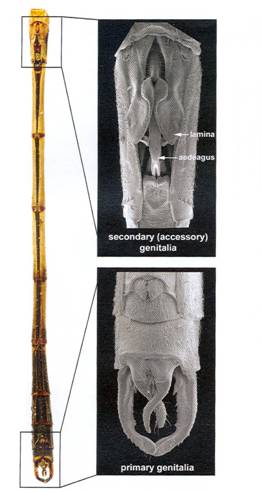 lamina
aedeagus
secondary (accessory)
genitalia
primary genitalia